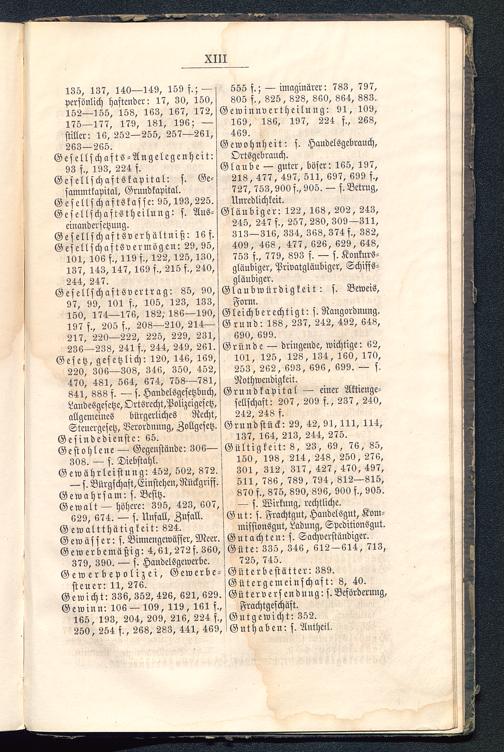 XIII
135, 137, 140—149, 159 f.; —
persönlich haftender: 17, 30, 150,
152—155, 158, 163, 167, 172,
175—177, 179, 181, 196; —
stiller: 16, 252—255, 257—261,
263—265.
Gesellschafts-Angelegenheit:
93 f., 193, 224 f.
Gesellschaftskapital: s. Ge
sammtkapital, Grundkapital.
Gesellschaftskasse: 95, 193, 225.
Gesellschaftstheilung: s. Aus-
einandersetzung.
Gesellschaftsverhältniß: 16 f.
Gesellschaftsvermögen: 29, 95,
101, 106 f., 119 f., 122, 125, 130,
137, 143, 147, 169 f., 215 f., 240,
244, 247.
Gesellschaftsvertrag: 85, 90,
97, 99, 101 f., 105, 123, 133,
150, 174—176, 182, 186—190,
197 f., 205 f., 208—210, 214—
217, 220—222, 225, 229, 231,
236—238, 241 f., 244, 249, 261.
Gesetz, gesetzlich: 120, 146, 169,
220, 306—308, 346, 350, 452,
470, 481, 564, 674, 758—781,
841, 888 f. — s. Handelsgesetzbuch,
Landesgesetze, Ortsrecht, Polizeigesetz,
allgemeines bürgerliches Recht,
Steuergesetz, Verordnung, Zollgesetz.
Gesindedienste: 65.
Gestohlene — Gegenstände: 306—
308. — s. Diebstahl.
Gewährleistung: 452, 502, 872.
— s. Bürgschaft, Einstehen, Rückgriff.
Gewahrsam: s. Besitz.
Gewalt — höhere: 395, 423, 607,
629, 674. — s. Unfall, Zufall.
Gewaltthätigkeit: 824.
Gewässer: s. Binnengewässer, Meer.
Gewerbemäßig: 4, 61, 272 f. 360,
379, 390. — s. Handelsgewerbe.
Gewerbepolizei, Gewerbe-
steuer: 11, 276.
Gewicht: 336, 352, 426, 621, 629.
Gewinn: 106—109, 119, 161 f.,
165, 193, 204, 209, 216, 224 f.,
250, 254 f., 268, 283, 441, 469,
555 f.; — imaginärer: 783, 797,
805 f., 825, 828, 860, 864, 883.
Gewinnvertheilung: 91, 109,
169, 186, 197, 224 f., 268,
469.
Gewohnheit: s. Handelsgebrauch,
Ortsgebrauch.
Glaube — guter, böser: 165, 197,
218, 477, 497, 511, 697, 699 f.,
727, 753, 900 f., 905. — s. Betrug,
Unredlichkeit.
Gläubiger: 122, 168, 202, 243,
245, 247 f., 257, 280, 309—311,
313—316, 334, 368, 374 f., 382,
409, 468, 477, 626, 629, 648,
753 f., 779, 893 f. — s. Konkurs-
gläubiger, Privatgläubiger, Schiffs-
gläubiger.
Glaubwürdigkeit: s. Beweis,
Form.
Gleichberechtigt: s. Rangordnung.
Grund: 188, 237, 242, 492, 648,
690, 699.
Gründe — dringende, wichtige: 62,
101, 125, 128, 134, 160, 170,
253, 262, 693, 696, 699. — s.
Nothwendigkeit.
Grundkapital — einer Aktienge-
sellschaft: 207, 209 f., 237, 240,
242, 248 f.
Grundstück: 29, 42, 91, 111, 114,
137, 164, 213, 244, 275.
Gültigkeit: 8, 23, 69, 76, 85,
150, 198, 214, 248, 250, 276,
301, 312, 317, 427, 470, 497,
511, 786, 789, 794, 812—815,
870 f., 875, 890, 896, 900 f., 905.
— s. Wirkung, rechtliche.
Gut: s. Frachtgut, Handelsgut, Kom-
missionsgut, Ladung, Speditionsgut.
Gutachten: s. Sachverständiger.
Güte: 335, 346, 612—614, 713,
725, 745.
Güterbestätter: 389.
Gütergemeinschaft: 8, 40.
Güterversendung: s. Beförderung,
Frachtgeschäft.
Gutgewicht: 352.
Guthaben: s. Antheil.